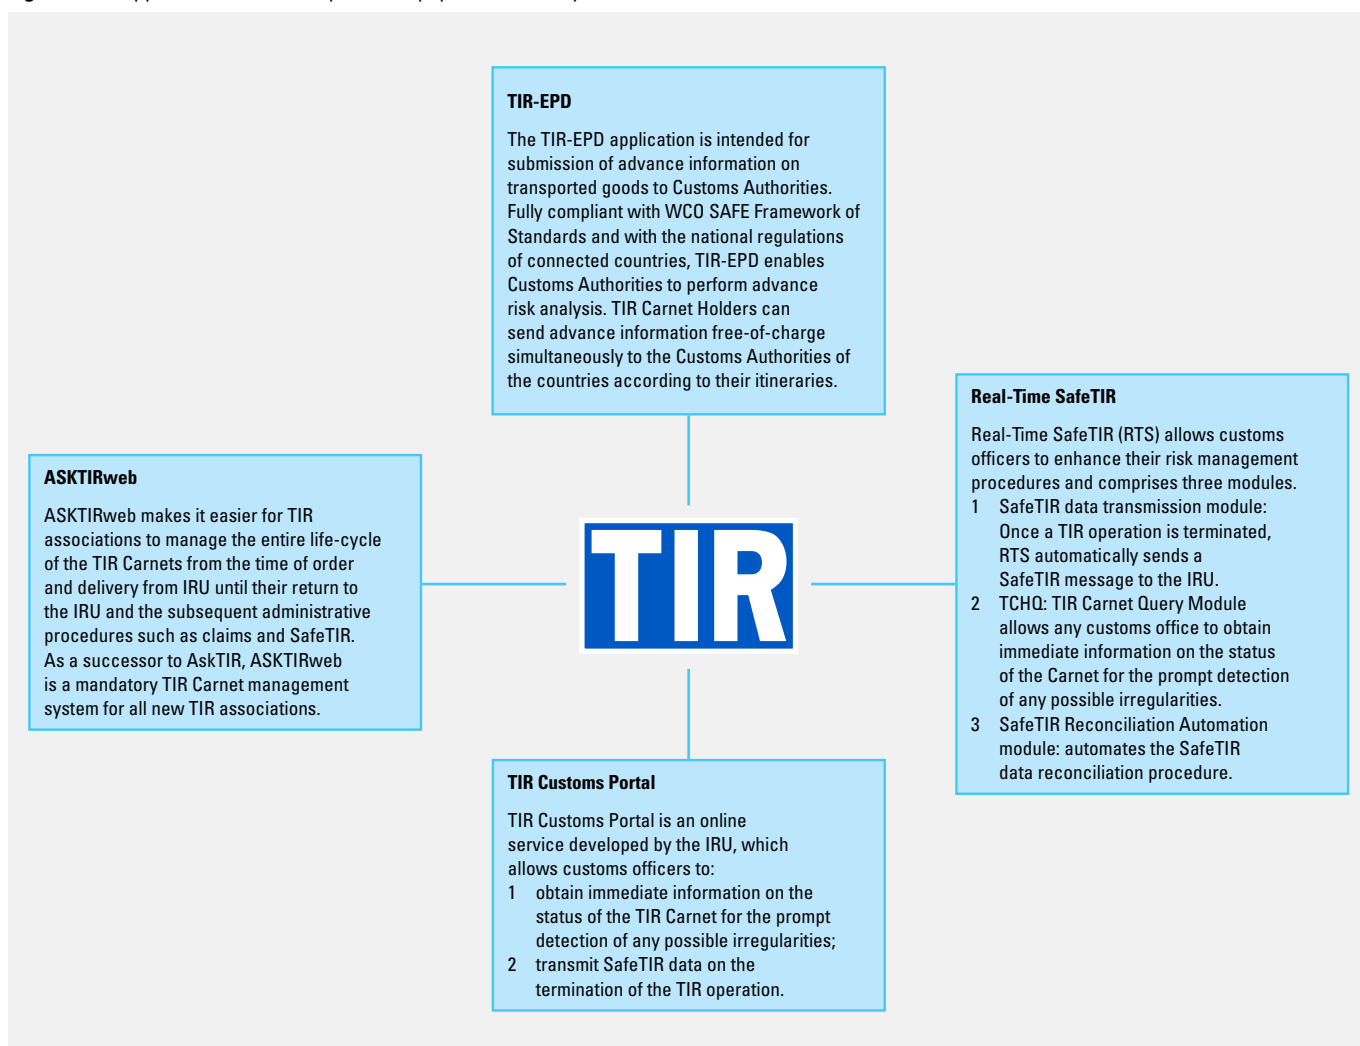 TIR-EPD
The TIR-EPD application is intended for
submission of advance information on
transported goods to Customs Authorities.
Fully compliant with WCO SAFE Framework of
Standards and with the national regulations
of connected countries, TIR-EPD enables
Customs Authorities to perform advance
risk analysis. TIR Carnet Holders can
send advance information free-of-charge
simultaneously to the Customs Authorities of
the countries according to their itineraries.
Real-Time SafeTIR
Real-Time SafeTIR (RTS) allows customs
officers to enhance their risk management
procedures and comprises three modules.
1 SafeTIR data transmission module:
Once a TIR operation is terminated,
RTS automatically sends a
SafeTIR message to the IRU.
2 TCHQ: TIR Carnet Query Module
allows any customs office to obtain
immediate information on the status
of the Carnet for the prompt detection
of any possible irregularities.
3 SafeTIR Reconciliation Automation
module: automates the SafeTIR
data reconciliation procedure.
ASKTIRweb
ASKTIRweb makes it easier for TIR
associations to manage the entire life-cycle
of the TIR Carnets from the time of order
and delivery from IRU until their return to
the IRU and the subsequent administrative
procedures such as claims and SafeTIR.
As a successor to AskTIR, ASKTIRweb
is a mandatory TIR Carnet management
system for all new TIR associations.
TIR
TIR Customs Portal
TIR Customs Portal is an online
service developed by the IRU, which
allows customs officers to:
1 obtain immediate information on the
status of the TIR Carnet for the prompt
detection of any possible irregularities;
2 transmit SafeTIR data on the
termination of the TIR operation.